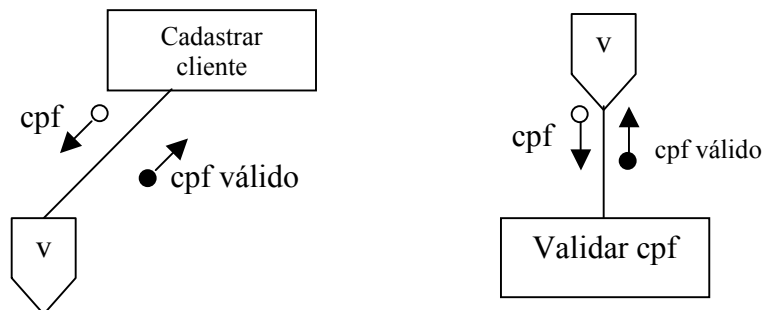 Cadastrar
cliente
cpf
cpf válido
v
v
cpf
cpf válido
Validar cpf